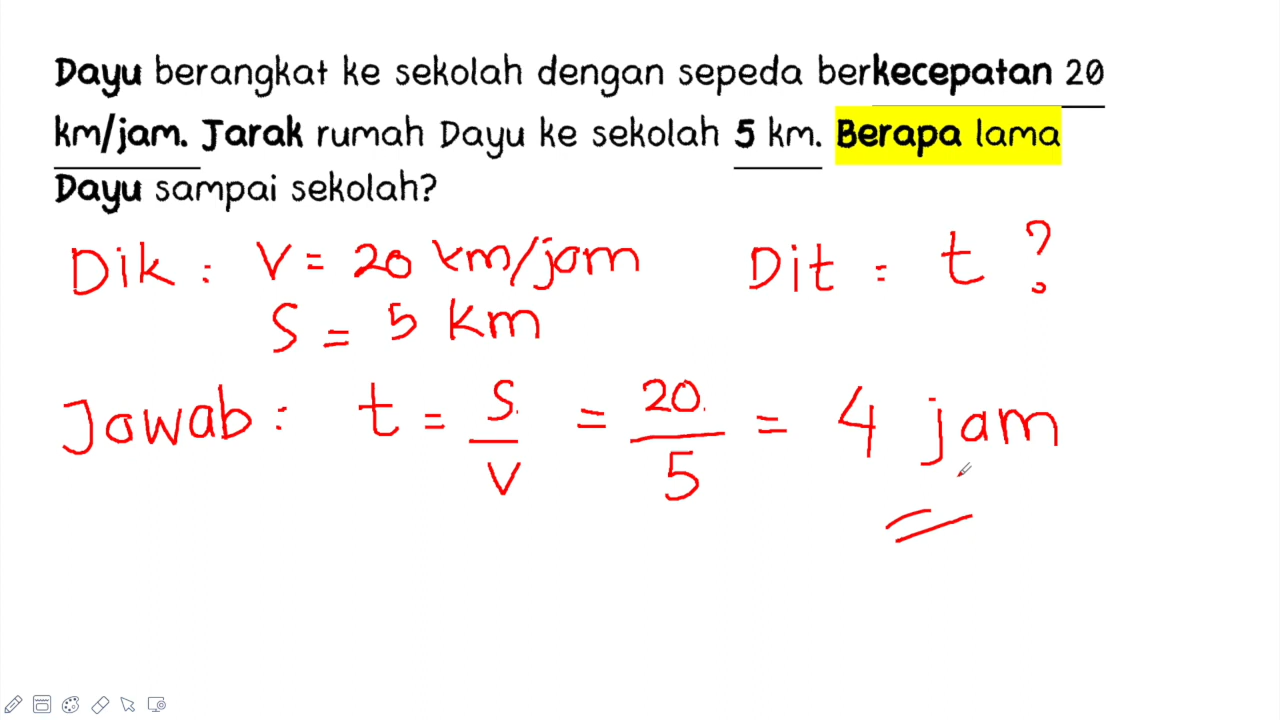 Dayu berangkat ke sekolah dengan sepeda berkecepatan 20
km/jam. Jarak rumah Dayu ke sekolah 5 km. Berapa lama
Dayu sampai sekolah?
Dik : V = 20 km/jam Dit : t ?
S = 5 km
Jawab : t = S/V = 20/5 = 4 jam